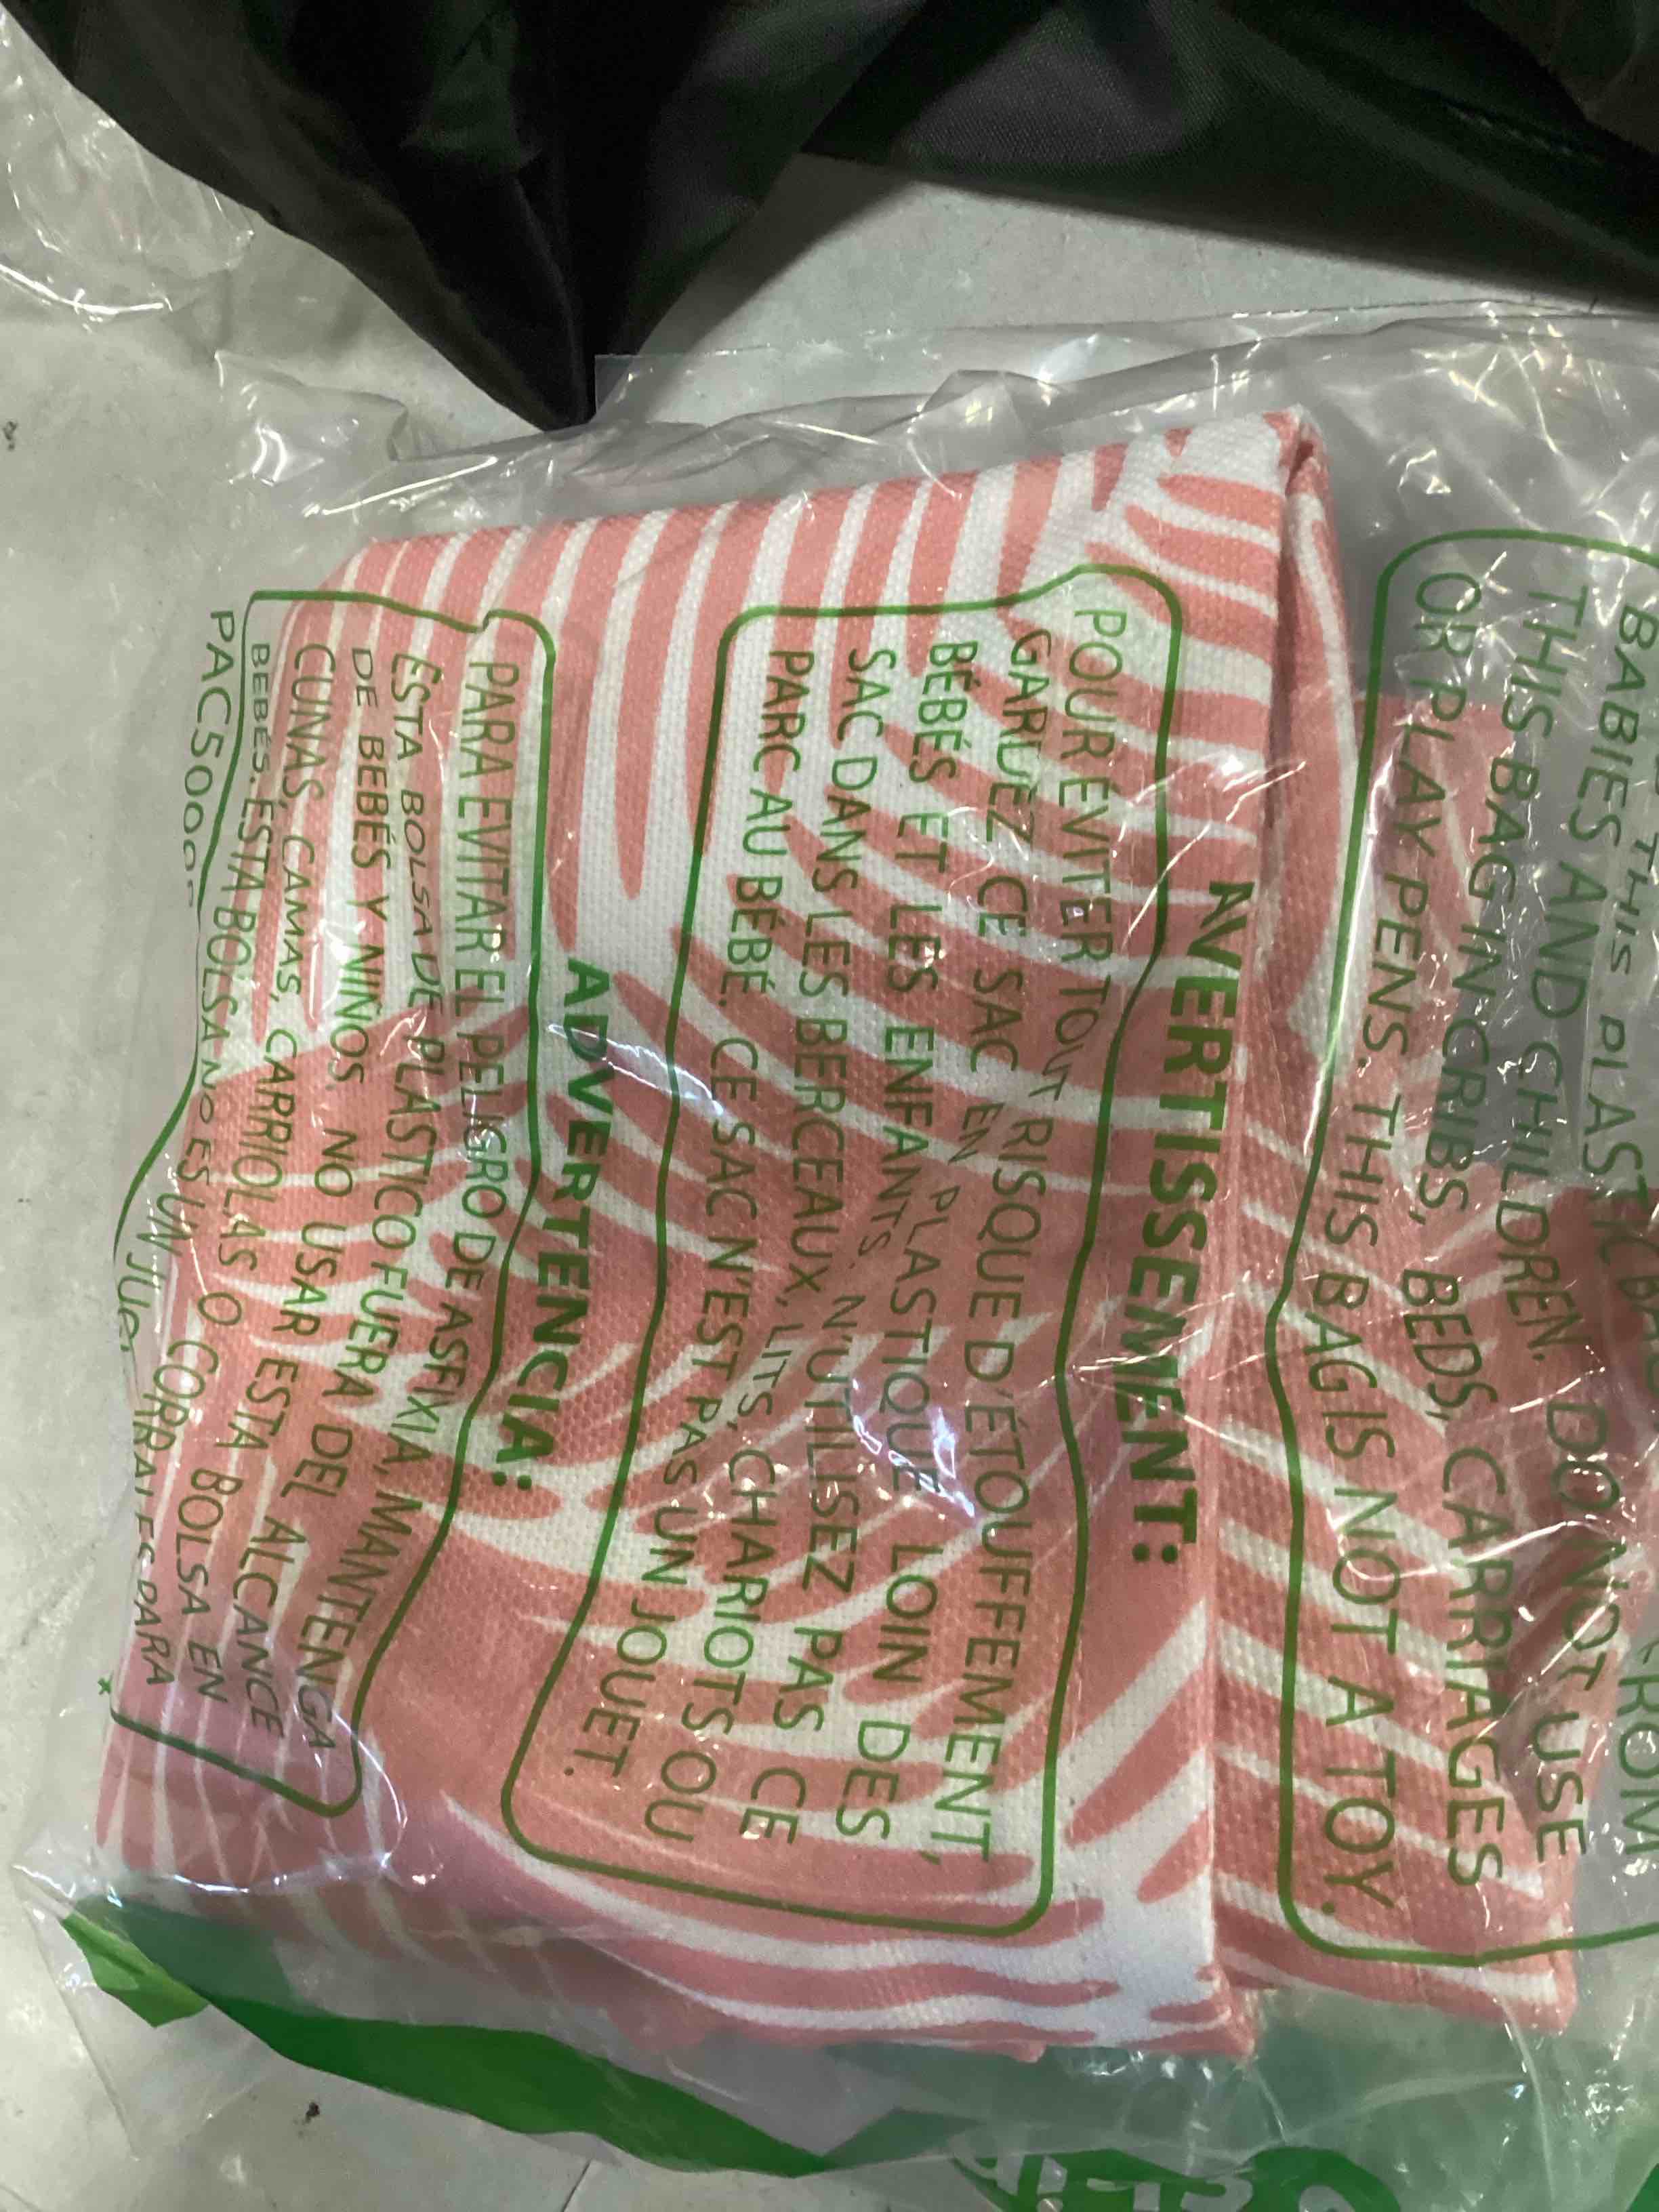 THIS PLASTIC
BABIES AND CHILDREN. DO NOT USE
THIS BAG IN CRIBS, BEDS, CARRIAGES
OR PLAY PENS. THIS BAG IS NOT A TOY.
AVERTISSEMENT:
POUR ÉVITER TOUT RISQUE D'ÉTOUFFEMENT,
GARDEZ CE SAC EN PLASTIQUE LOIN DES
BÉBÉS ET LES ENFANTS. N'UTILISEZ PAS CE
SAC DANS LES BERCEAUX, LITS, CHARIOTS OU
PARC AU BÉBÉ. CE SAC N'EST PAS UN JOUET.
ADVERTENCIA:
PARA EVITAR EL PELIGRO DE ASFIXIA, MANTENGA
ESTA BOLSA DE PLASTICO FUERA DEL ALCANCE
DE BEBÉS Y NINNOS. NO USAR ESTA BOLSA EN
CUNAS, CAMAS, CARRIOLAS O CORRALES PARA
BEBÉS. ESTA BOLSA NO ES UN